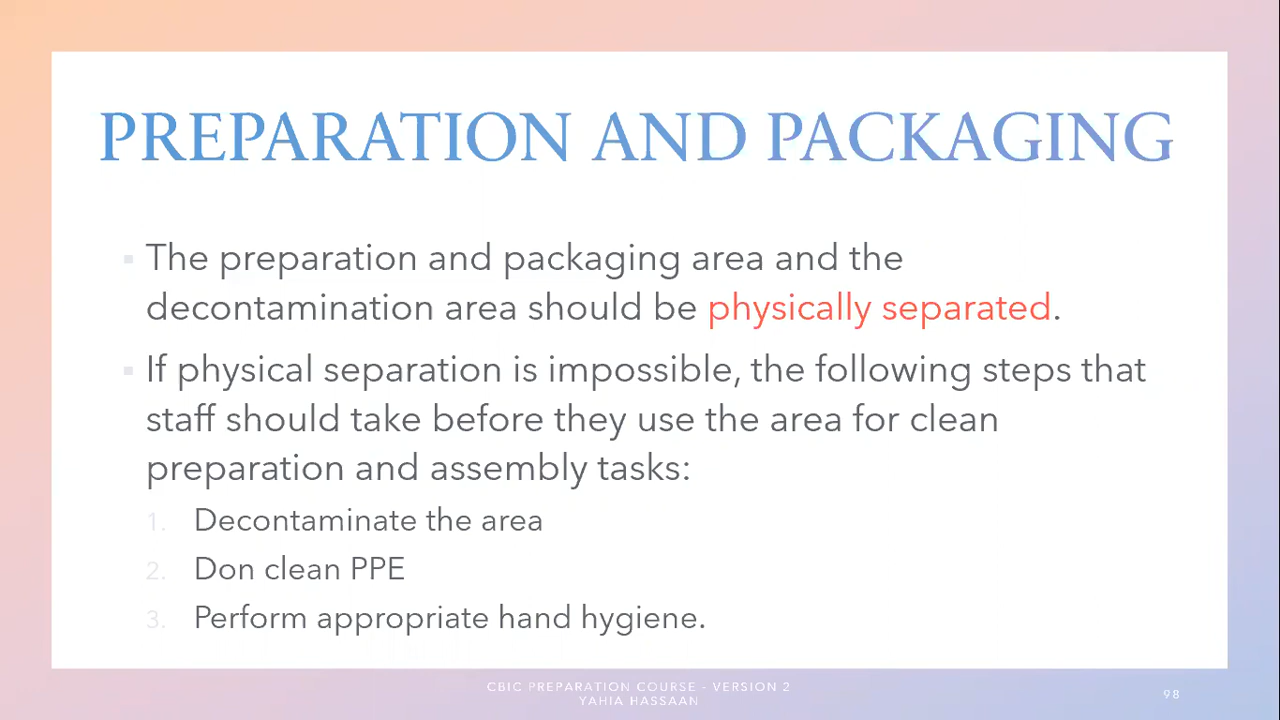 PREPARATION AND PACKAGING
▪ The preparation and packaging area and the
decontamination area should be physically separated.
▪ If physical separation is impossible, the following steps that
staff should take before they use the area for clean
preparation and assembly tasks:
1. Decontaminate the area
2. Don clean PPE
3. Perform appropriate hand hygiene.
CBIC PREPARATION COURSE - VERSION 2
YAHIA HASSAAN
98